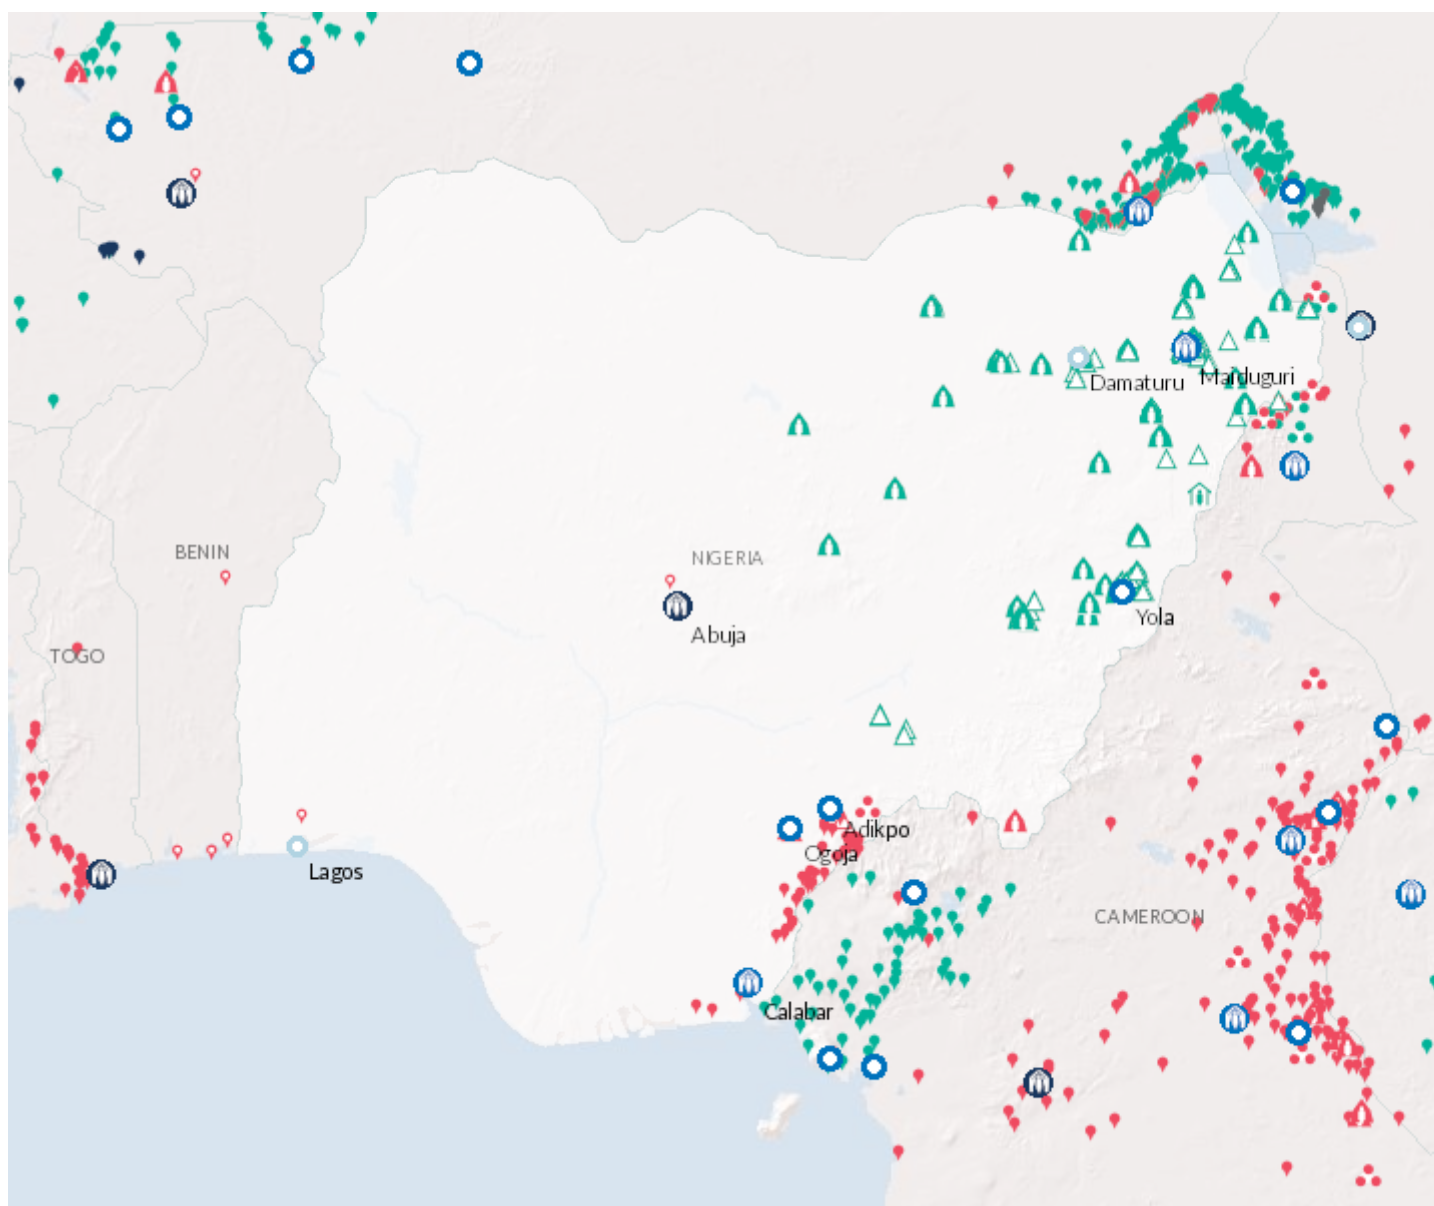 Damaturu
Maiduguri
BENIN
NIGERIA
Abuja
Yola
TOGO
Adikpo
Ogoja
Lagos
CAMEROON
Calabar